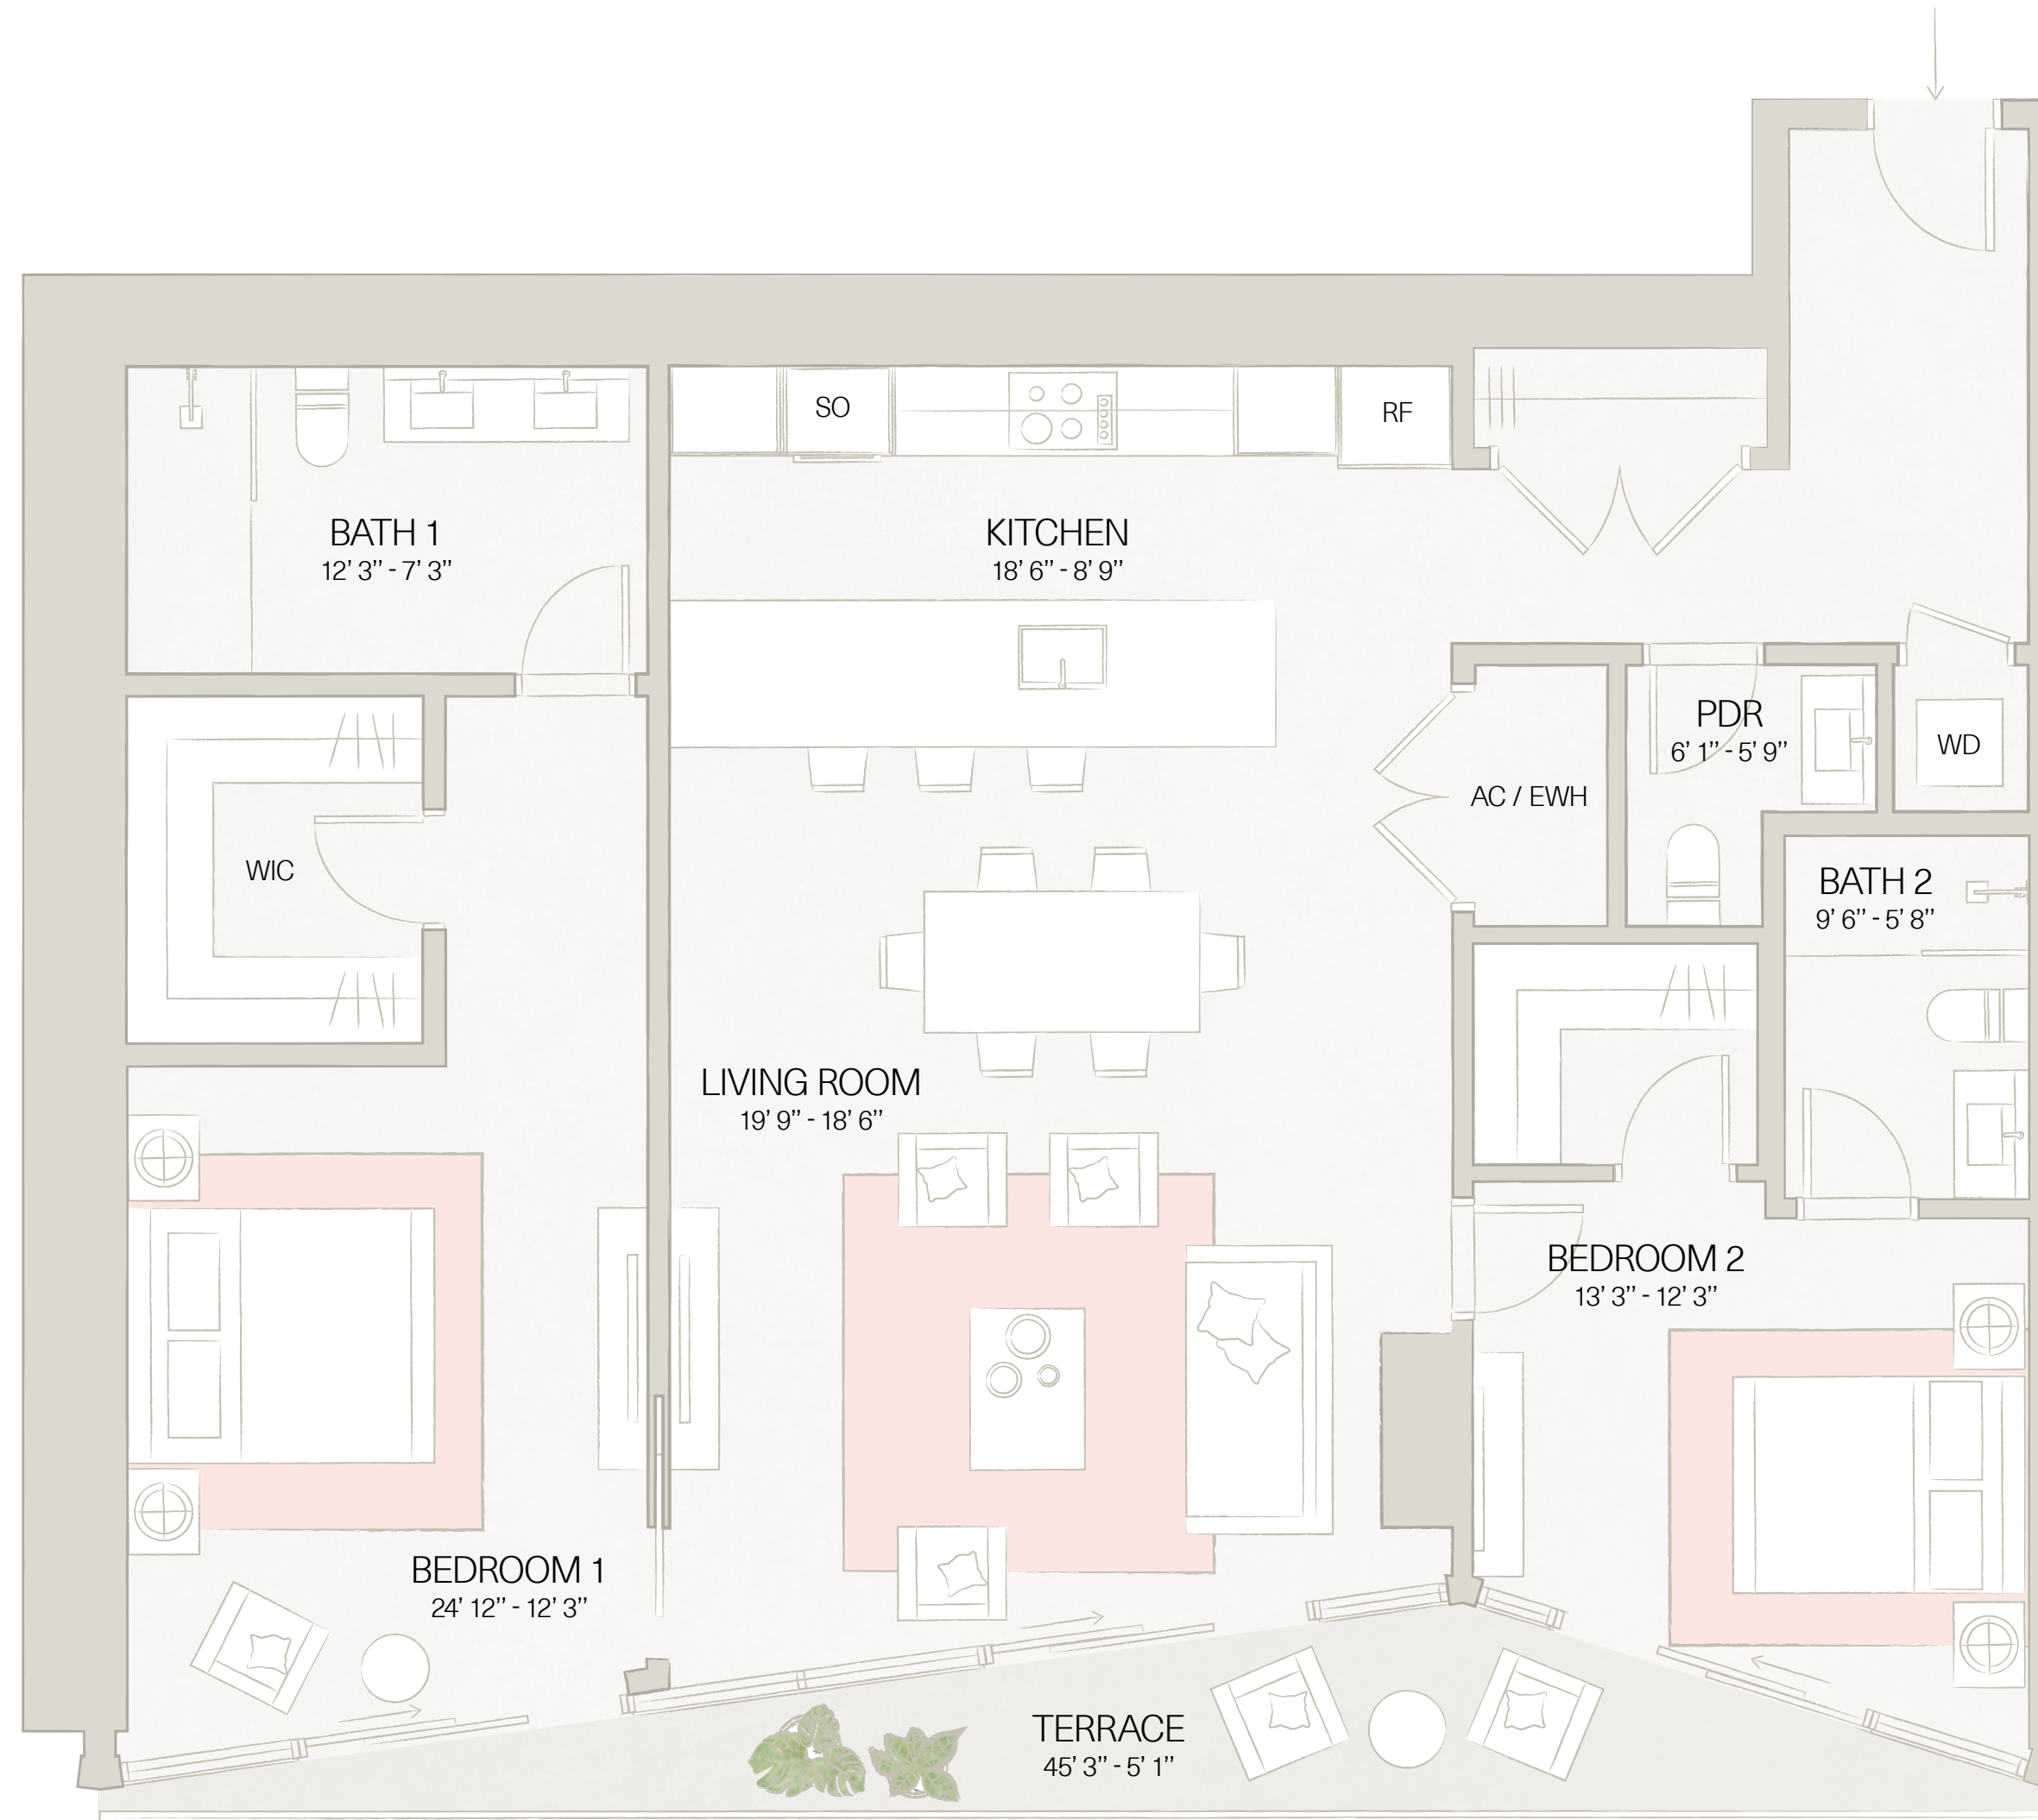 SO
RF
BATH 1
12’ 3” - 7’ 3”
KITCHEN
18’ 6” - 8’ 9”
PDR
6’ 1” - 5’ 9”
WD
AC / EWH
WIC
BATH 2
9’ 6” - 5’ 8”
LIVING ROOM
19’ 9” - 18’ 6”
BEDROOM 2
13’ 3” - 12’ 3”
BEDROOM 1
24’ 12” - 12’ 3”
TERRACE
45’ 3” - 5’ 1”